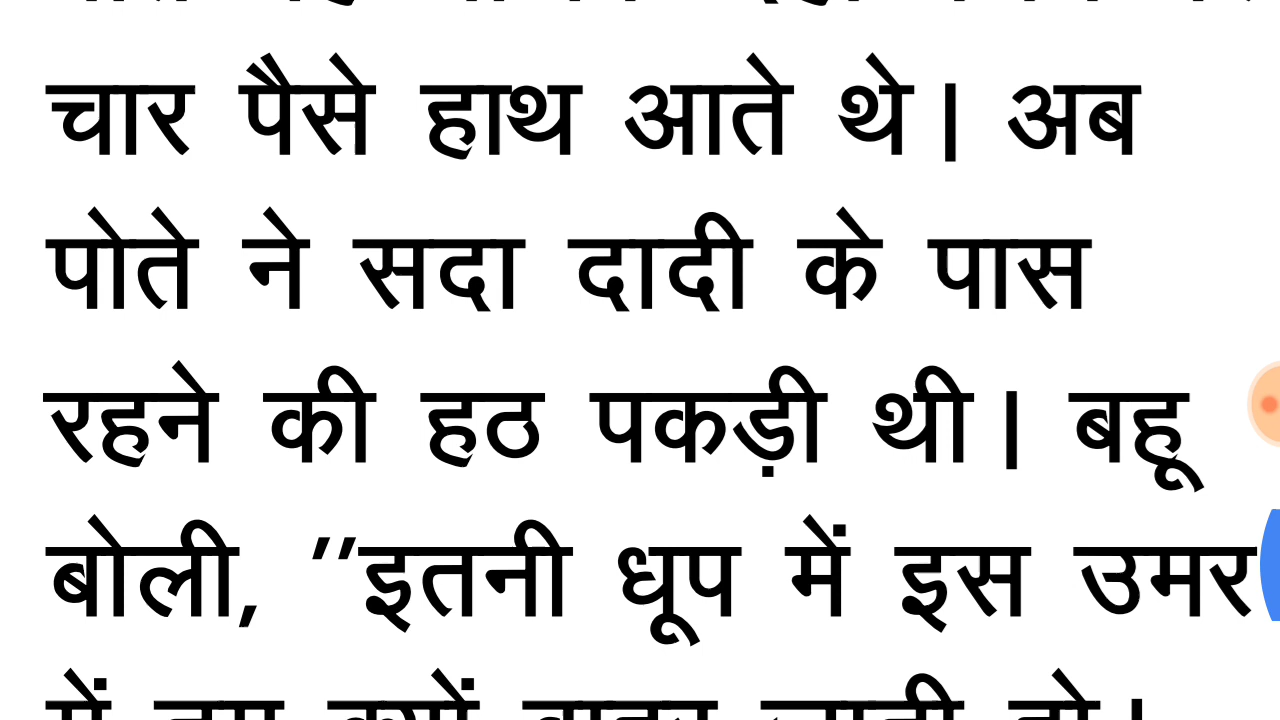 चार पैसे हाथ आते थे। अब
पोते ने सदा दादी के पास
रहने की हठ पकड़ी थी। बहू
बोली, ’’इतनी धूप में इस उमर